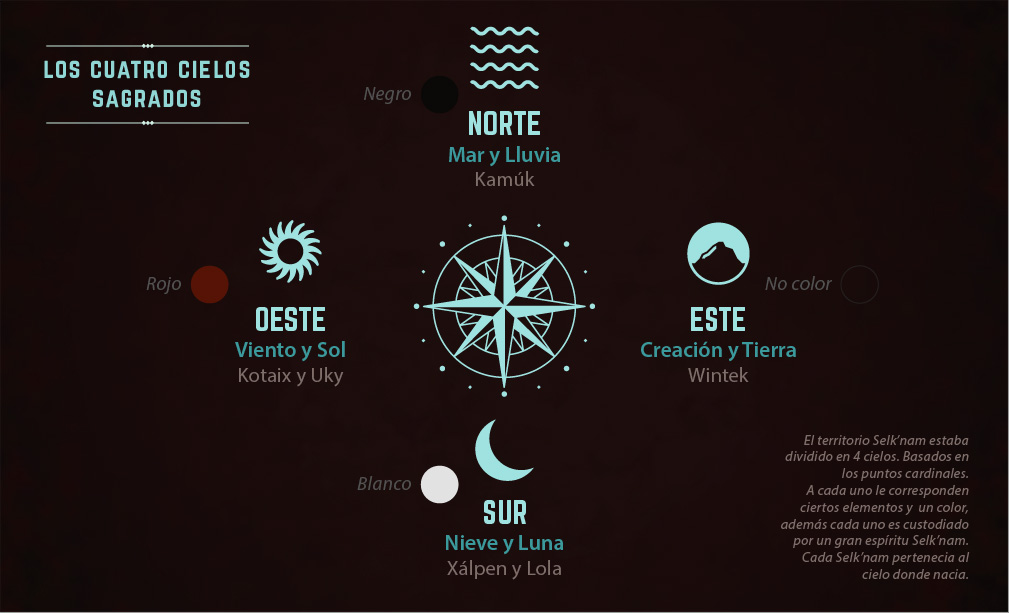 LOS CUATRO CIELOS
SAGRADOS
Negro
NORTE
Mar y Lluvia
Kamúk
Rojo
OESTE
Viento y Sol
Kotaix y Uky
No color
ESTE
Creación y Tierra
Wintek
Blanco
SUR
Nieve y Luna
Xálpen y Lola
El territorio Selk’nam estaba
dividido en 4 cielos. Basados en
los puntos cardinales.
A cada uno le corresponden
ciertos elementos y un color,
además cada uno es custodiado
por un gran espíritu Selk’nam.
Cada Selk’nam pertenecia al
cielo donde nacia.